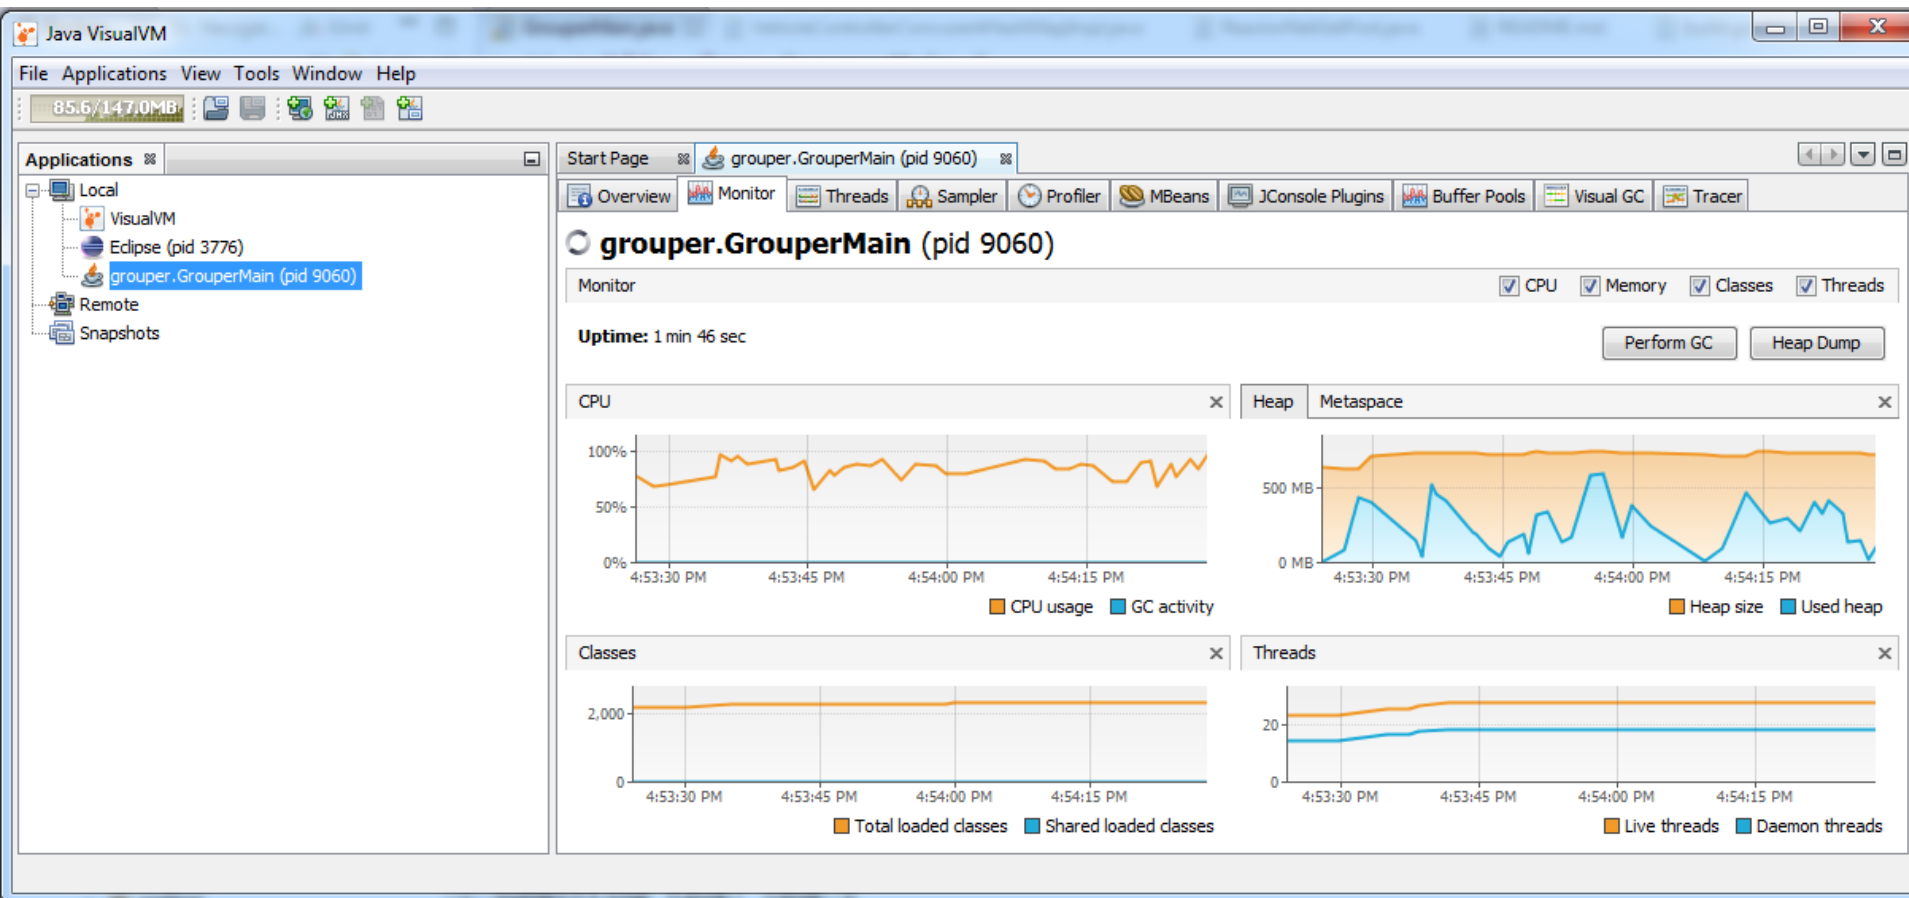 Java VisualVM
File Applications View Tools Window Help
85.6/147.0MB
Applications
Local
VisualVM
Eclipse (pid 3776)
grouper.GrouperMain (pid 9060)
Remote
Snapshots
Start Page grouper.GrouperMain (pid 9060)
Overview Monitor Threads Sampler Profiler MBeans JConsole Plugins Buffer Pools Visual GC Tracer
grouper.GrouperMain (pid 9060)
Monitor CPU Memory Classes Threads
Uptime: 1 min 46 sec
Perform GC Heap Dump
CPU
100%
50%
0%
4:53:30 PM 4:53:45 PM 4:54:00 PM 4:54:15 PM
CPU usage GC activity
Heap Metaspace
500 MB
0 MB
4:53:30 PM 4:53:45 PM 4:54:00 PM 4:54:15 PM
Heap size Used heap
Classes
2,000
0
4:53:30 PM 4:53:45 PM 4:54:00 PM 4:54:15 PM
Total loaded classes Shared loaded classes
Threads
20
0
4:53:30 PM 4:53:45 PM 4:54:00 PM 4:54:15 PM
Live threads Daemon threads